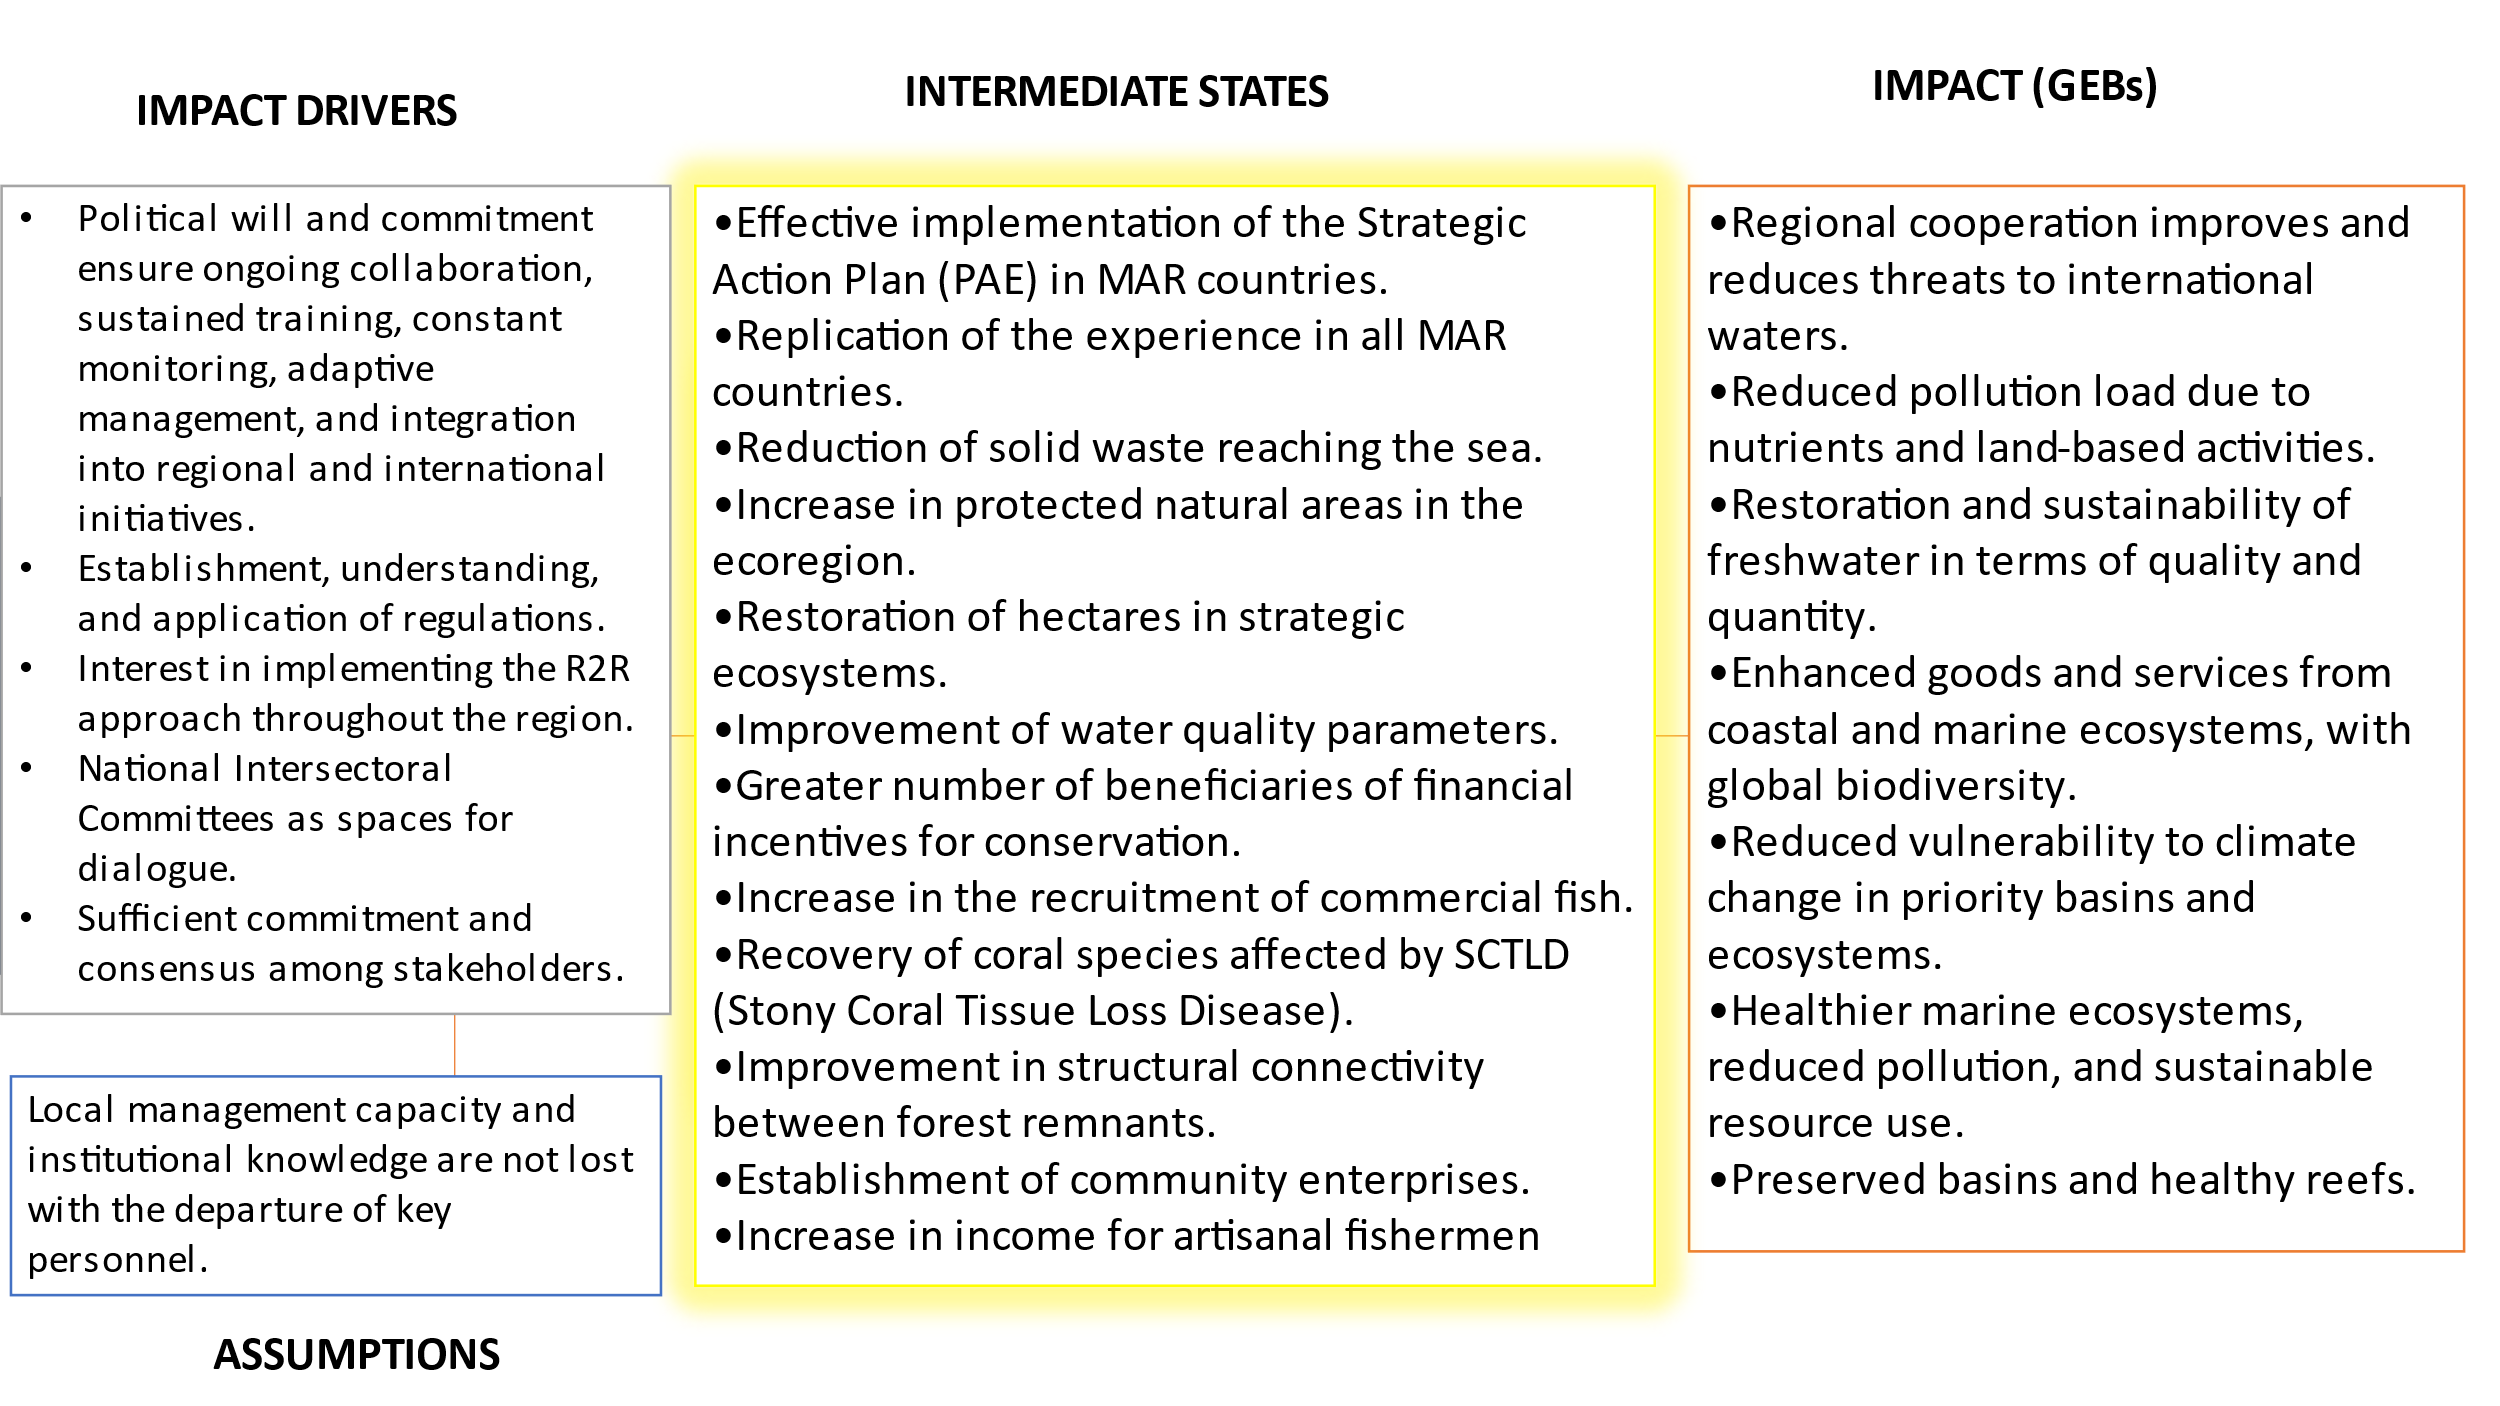 IMPACT DRIVERS
• Political will and commitment
ensure ongoing collaboration,
sustained training, constant
monitoring, adaptive
management, and integration
into regional and international
initiatives.
• Establishment, understanding,
and application of regulations.
• Interest in implementing the R2R
approach throughout the region.
• National Intersectoral
Committees as spaces for
dialogue.
• Sufficient commitment and
consensus among stakeholders.
Local management capacity and
institutional knowledge are not lost
with the departure of key
personnel.
ASSUMPTIONS
INTERMEDIATE STATES
•Effective implementation of the Strategic
Action Plan (PAE) in MAR countries.
•Replication of the experience in all MAR
countries.
•Reduction of solid waste reaching the sea.
•Increase in protected natural areas in the
ecoregion.
•Restoration of hectares in strategic
ecosystems.
•Improvement of water quality parameters.
•Greater number of beneficiaries of financial
incentives for conservation.
•Increase in the recruitment of commercial fish.
•Recovery of coral species affected by SCTLD
(Stony Coral Tissue Loss Disease).
•Improvement in structural connectivity
between forest remnants.
•Establishment of community enterprises.
•Increase in income for artisanal fishermen
IMPACT (GEBs)
•Regional cooperation improves and
reduces threats to international
waters.
•Reduced pollution load due to
nutrients and land-based activities.
•Restoration and sustainability of
freshwater in terms of quality and
quantity.
•Enhanced goods and services from
coastal and marine ecosystems, with
global biodiversity.
•Reduced vulnerability to climate
change in priority basins and
ecosystems.
•Healthier marine ecosystems,
reduced pollution, and sustainable
resource use.
•Preserved basins and healthy reefs.